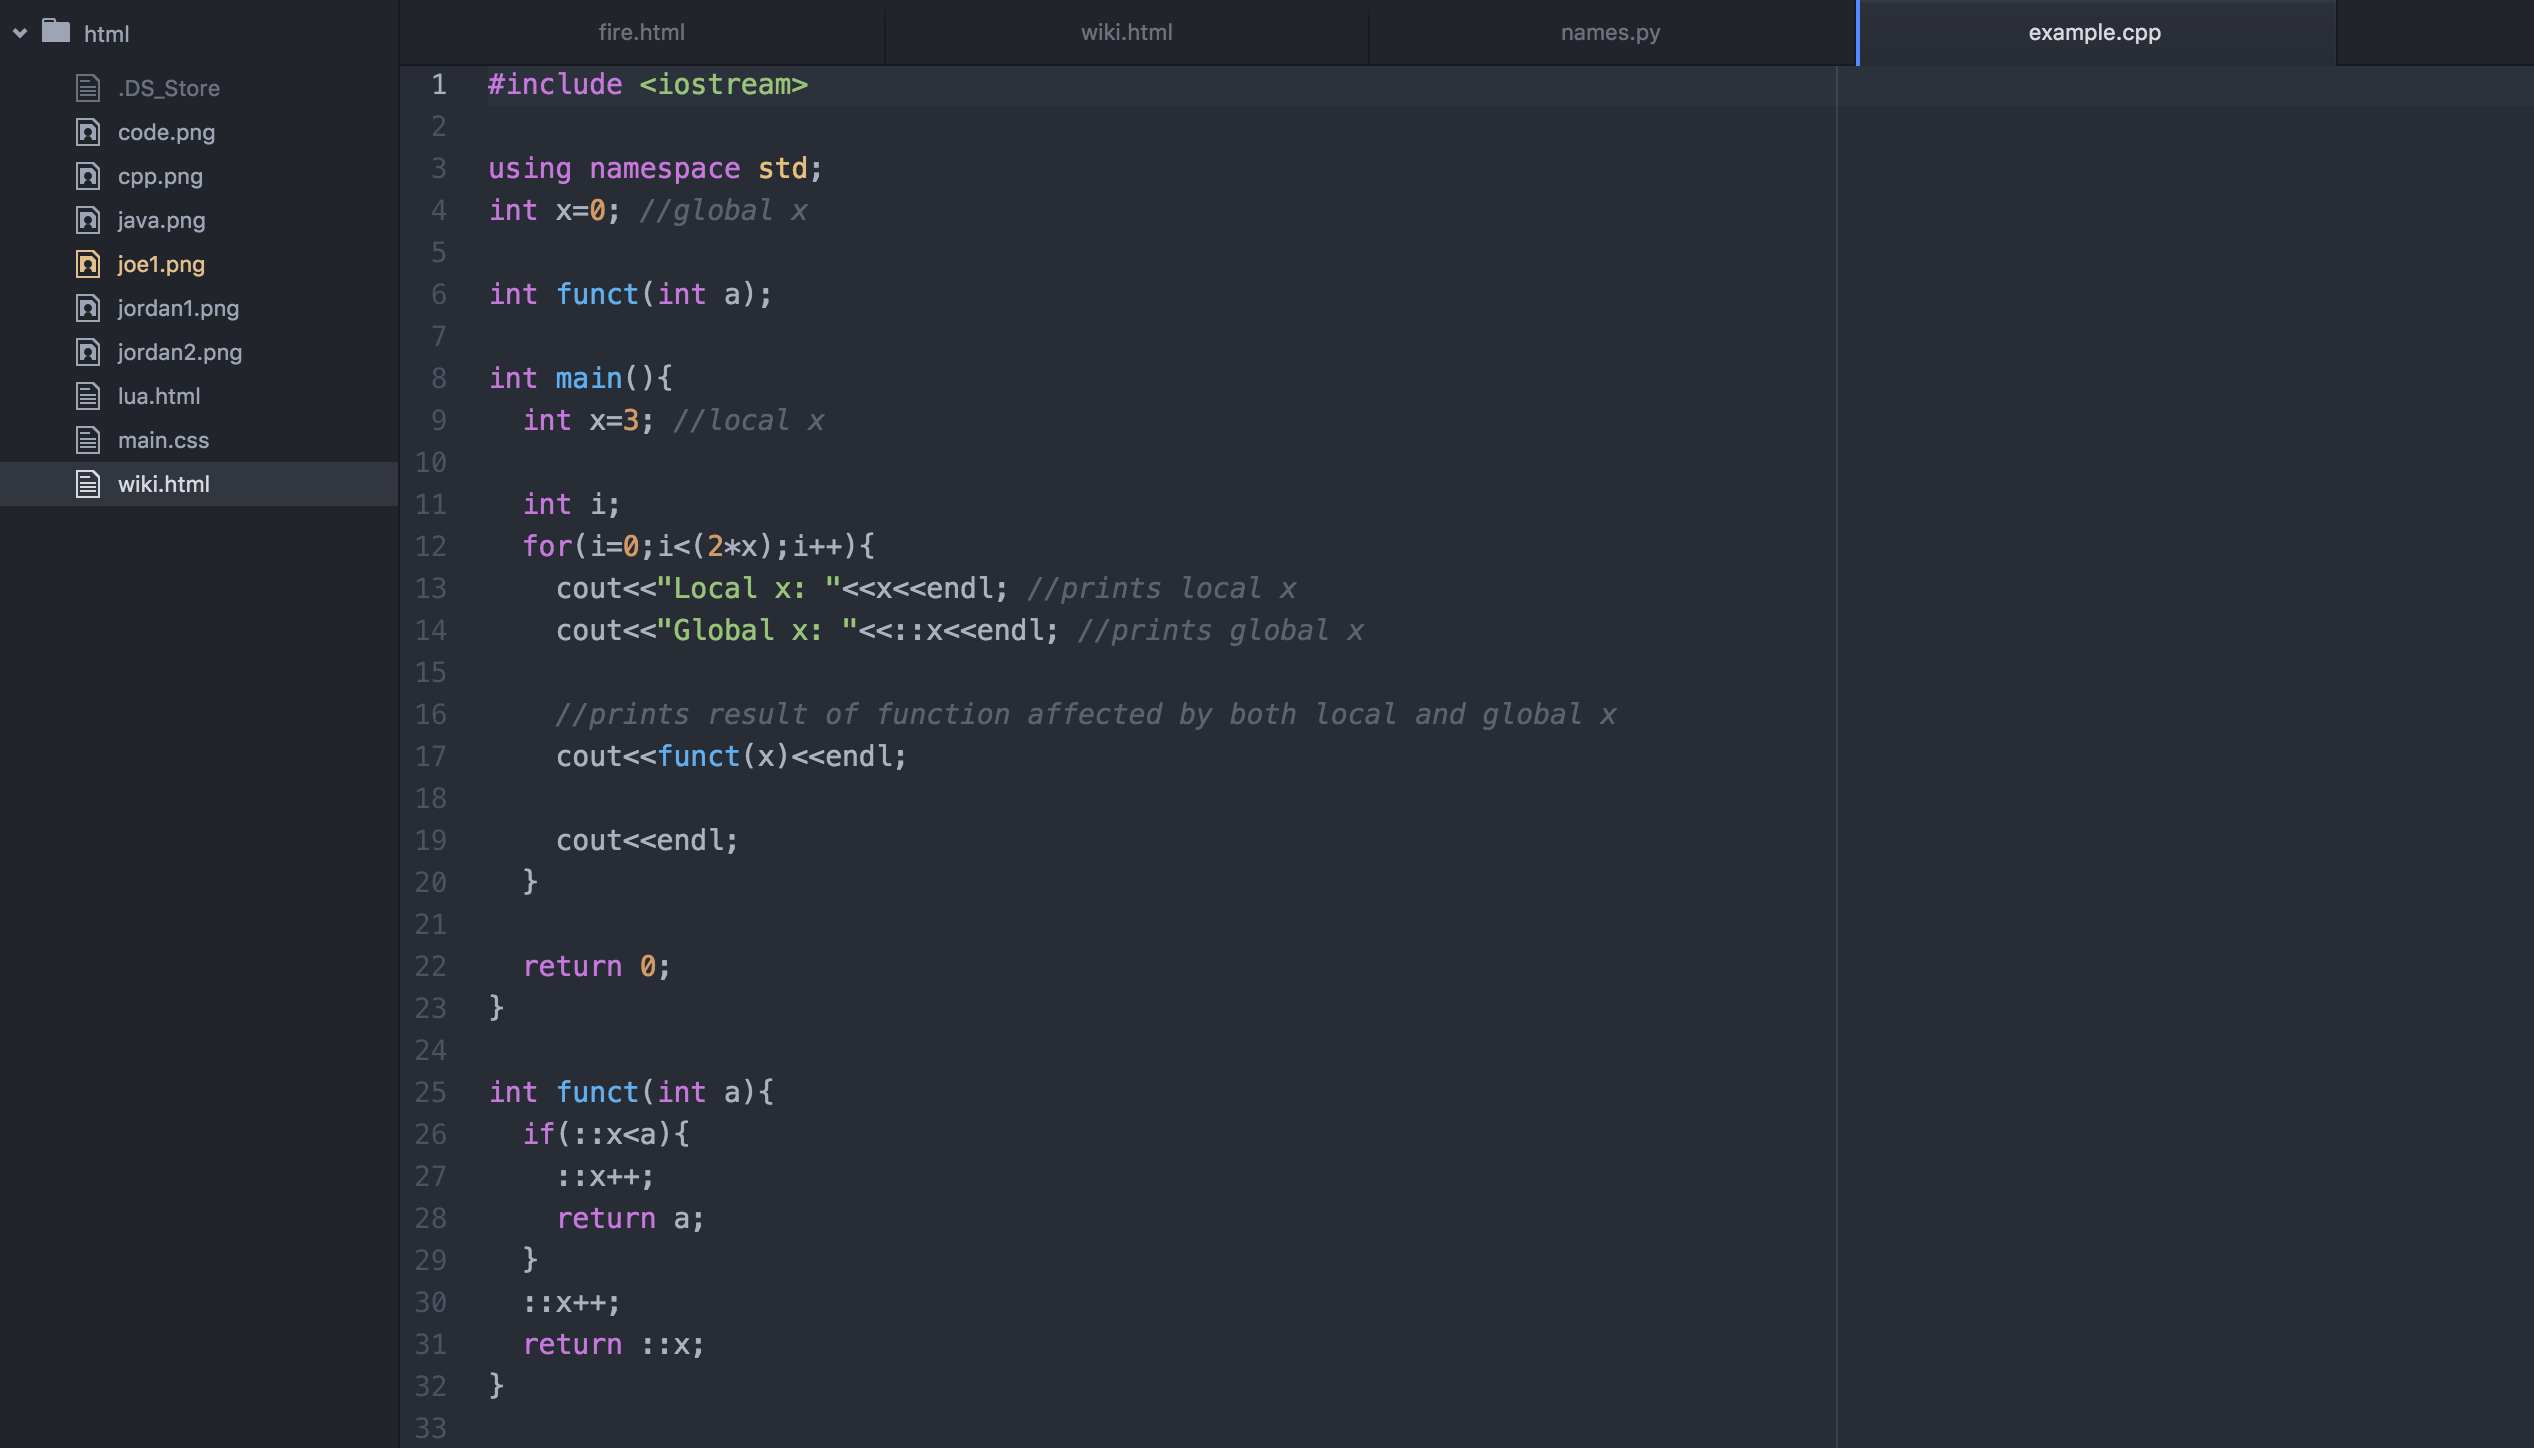 html
.DS_Store
code.png
cpp.png
java.png
joe1.png
jordan1.png
jordan2.png
lua.html
main.css
wiki.html
fire.html wiki.html names.py example.cpp
1 #include <iostream>
2
3 using namespace std;
4 int x=0; //global x
5
6 int funct(int a);
7
8 int main(){
9   int x=3; //local x
10
11   int i;
12   for(i=0;i<(2*x);i++){
13     cout<<"Local x: "<<x<<endl; //prints local x
14     cout<<"Global x: "<<::x<<endl; //prints global x
15
16     //prints result of function affected by both local and global x
17     cout<<funct(x)<<endl;
18
19     cout<<endl;
20   }
21
22   return 0;
23 }
24
25 int funct(int a){
26   if(::x<a){
27     ::x++;
28     return a;
29   }
30   ::x++;
31   return ::x;
32 }
33